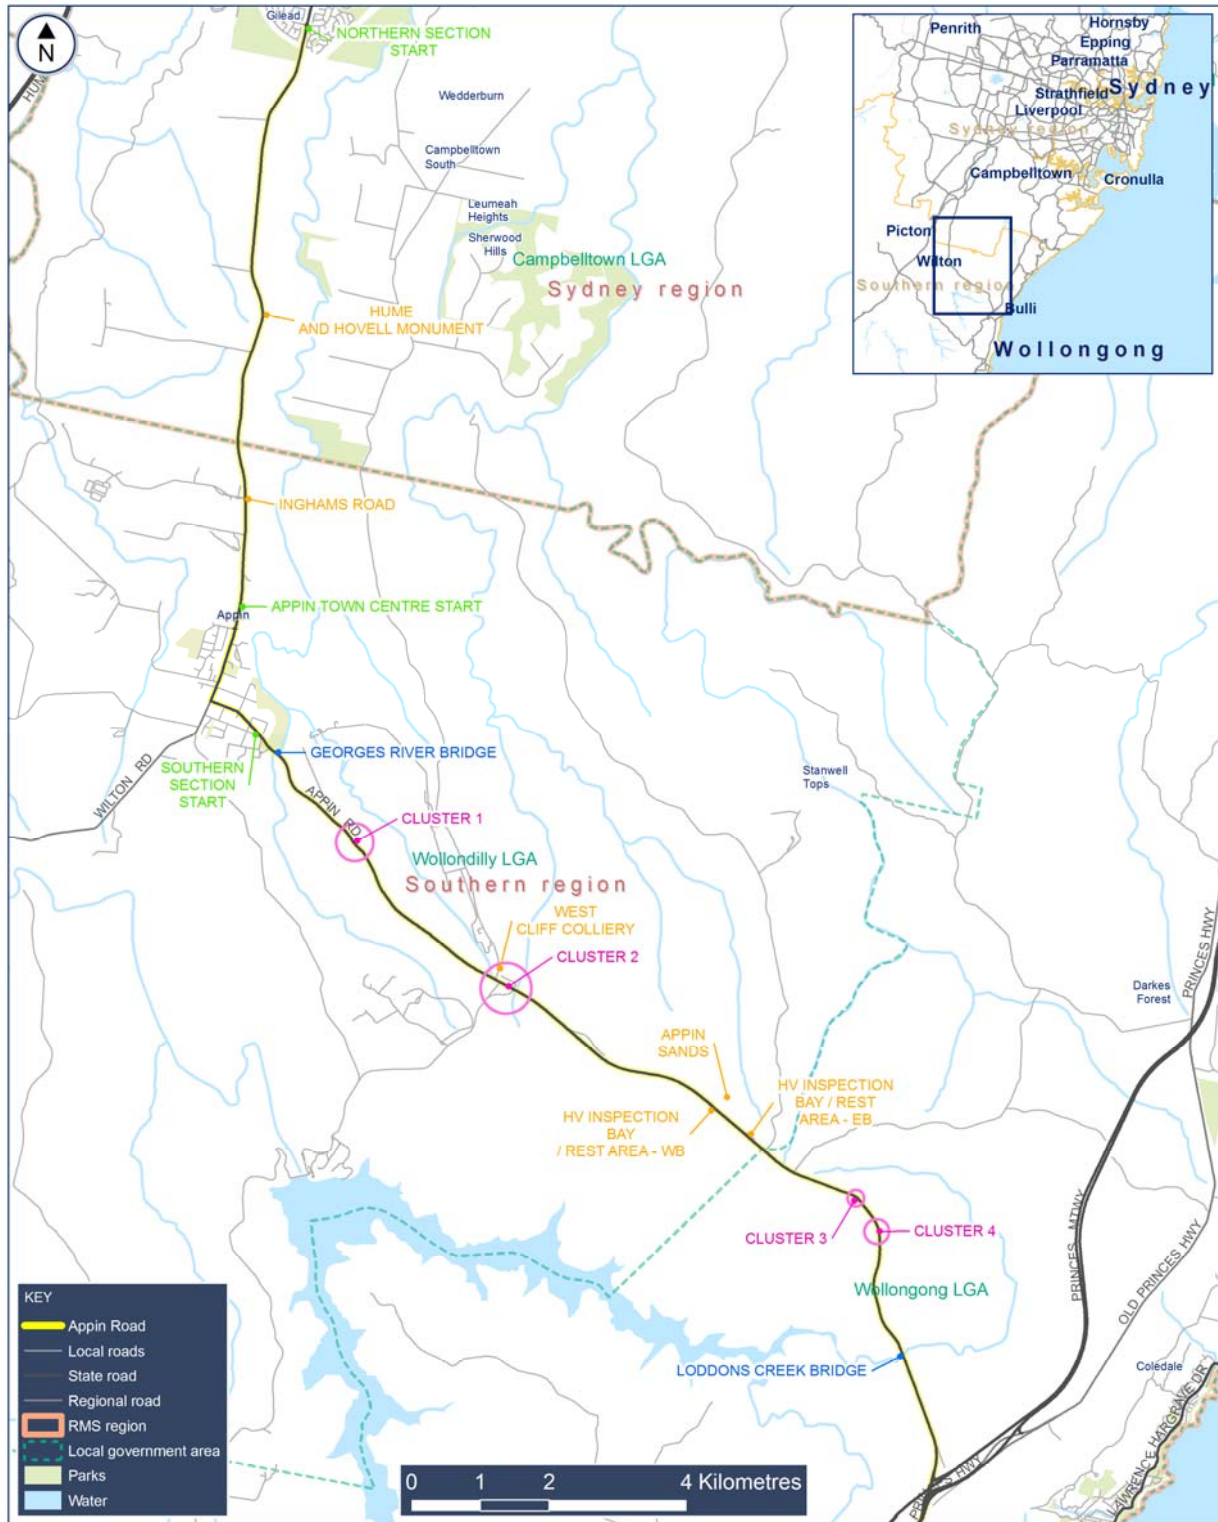 Gilead
NORTHERN SECTION
START
N
HUME
Wedderburn
Campbelltown
South
Leumeah
Heights
Sherwood
Hills
Campbelltown LGA
Sydney region
HUME
AND HOVELL MONUMENT
Penrith
Hornsby
Epping
Parramatta
Strathfield
Sydney
Liverpool
Sydney region
Campbelltown
Cronulla
Picton
Wilton
Southern region
Bulli
Wollongong
INGHAMS ROAD
APPIN TOWN CENTRE START
Appin
GEORGES RIVER BRIDGE
SOUTHERN
SECTION
START
WILTON RD
APPIN RD
CLUSTER 1
Wollondilly LGA
Southern region
WEST
CLIFF COLLIERY
CLUSTER 2
Stanwell
Tops
Darkes
Forest
PRINCES HWY
APPIN
SANDS
HV INSPECTION
BAY / REST
AREA - EB
HV INSPECTION
BAY
/ REST AREA - WB
CLUSTER 3
CLUSTER 4
Wollongong LGA
PRINCES MTWY
OLD PRINCES HWY
LODDONS CREEK BRIDGE
Coledale
LAWRENCE HARGRAVE DR
PRINCES HWY
KEY
Appin Road
Local roads
State road
Regional road
RMS region
Local government area
Parks
Water
0 1 2 4 Kilometres